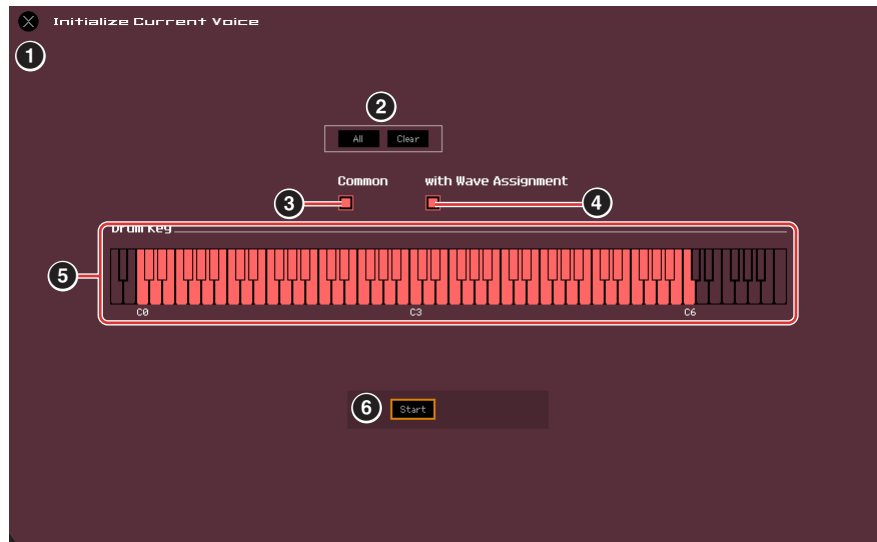 Initialize Current Voice
1
2
All Clear
Common with Wave Assignment
3 4
Drum Key
5
C0 C3 C6
6 Start